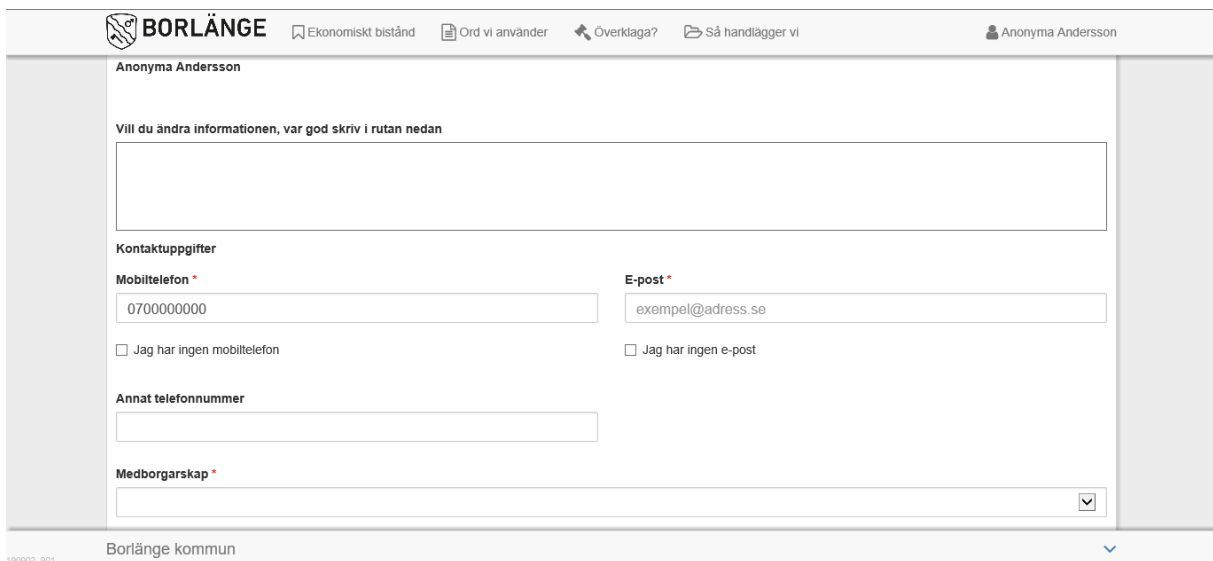 BORLÄNGE Ekonomiskt bistånd Ord vi använder Överklaga? Så handlägger vi Anonyma Andersson
Anonyma Andersson
Vill du ändra informationen, var god skriv i rutan nedan
Kontaktuppgifter
Mobiltelefon * E-post *
0700000000 exempel@adress.se
Jag har ingen mobiltelefon Jag har ingen e-post
Annat telefonnummer
Medborgarskap *
Borlänge kommun